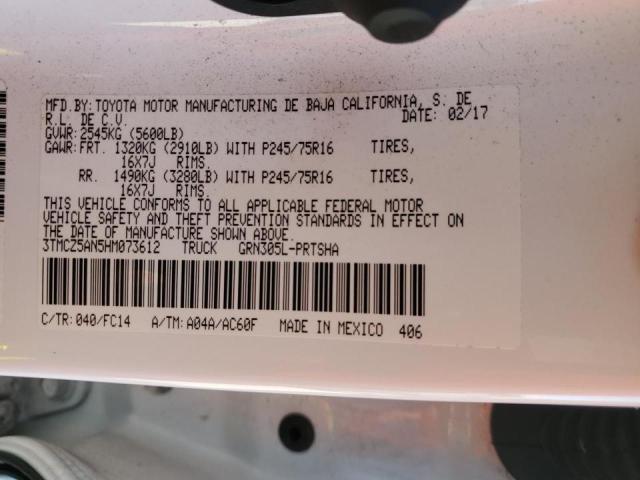 MFD.BY:TOYOTA MOTOR MANUFACTURING DE BAJA CALIFORNIA, S. DE
R.L. DE C.V. DATE: 02/17
GVWR:2545KG (5600LB)
GAWR:FRT. 1320KG (2910LB) WITH P245/75R16 TIRES,
16X7J RIMS.
RR. 1490KG (3280LB) WITH P245/75R16 TIRES,
16X7J RIMS.
THIS VEHICLE CONFORMS TO ALL APPLICABLE FEDERAL MOTOR
VEHICLE SAFETY AND THEFT PREVENTION STANDARDS IN EFFECT ON
THE DATE OF MANUFACTURE SHOWN ABOVE.
3TMCZ5AN5HM073612 TRUCK GRN305L-PRTSHA
C/TR:040/FC14 A/TM:A04A/AC60F MADE IN MEXICO 406